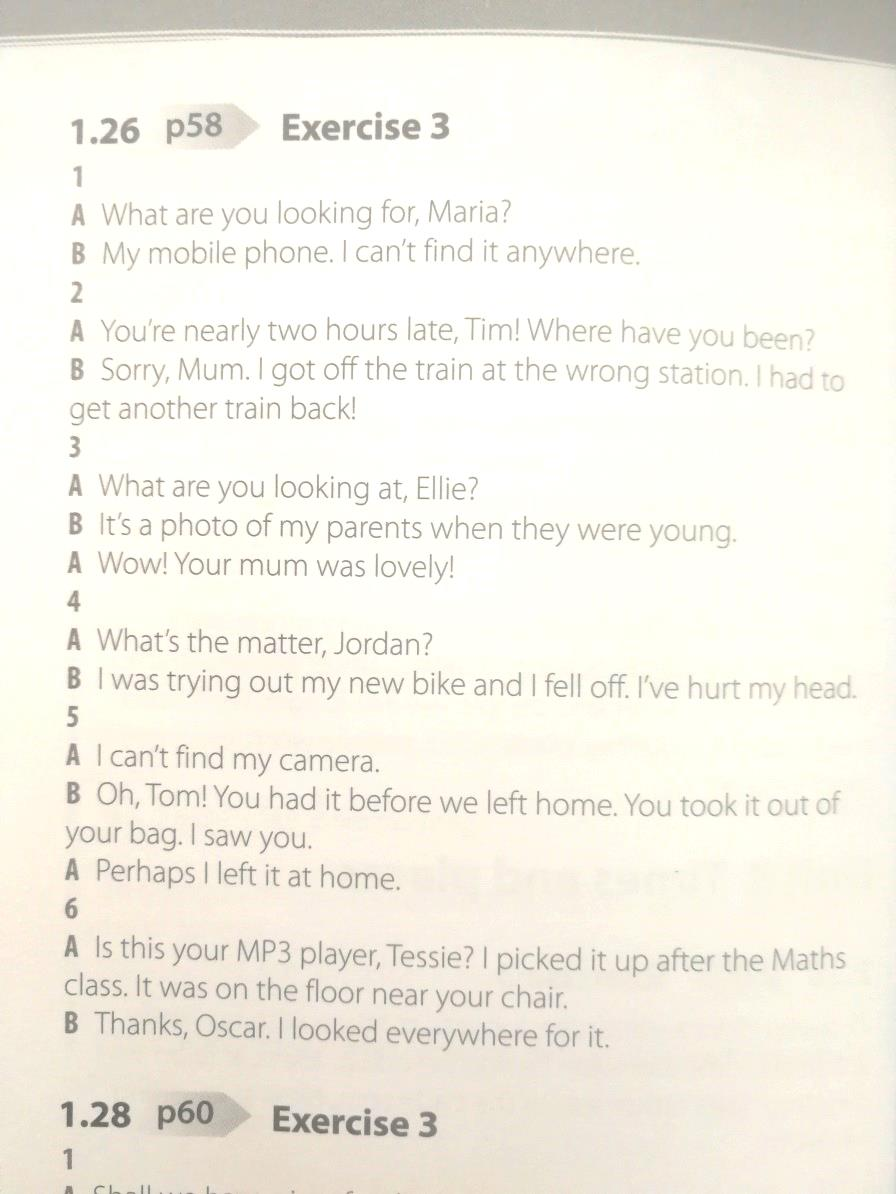 1.26 p58 Exercise 3
1
A What are you looking for, Maria?
B My mobile phone. I can't find it anywhere.
2
A You're nearly two hours late, Tim! Where have you been?
B Sorry, Mum. I got off the train at the wrong station. I had to
get another train back!
3
A What are you looking at, Ellie?
B It's a photo of my parents when they were young.
A Wow! Your mum was lovely!
4
A What's the matter, Jordan?
B I was trying out my new bike and I fell off. I've hurt my head.
5
A I can't find my camera.
B Oh, Tom! You had it before we left home. You took it out of
your bag. I saw you.
A Perhaps I left it at home.
6
A Is this your MP3 player, Tessie? I picked it up after the Maths
class. It was on the floor near your chair.
B Thanks, Oscar. I looked everywhere for it.
1.28 p60 Exercise 3
1
A Shall we